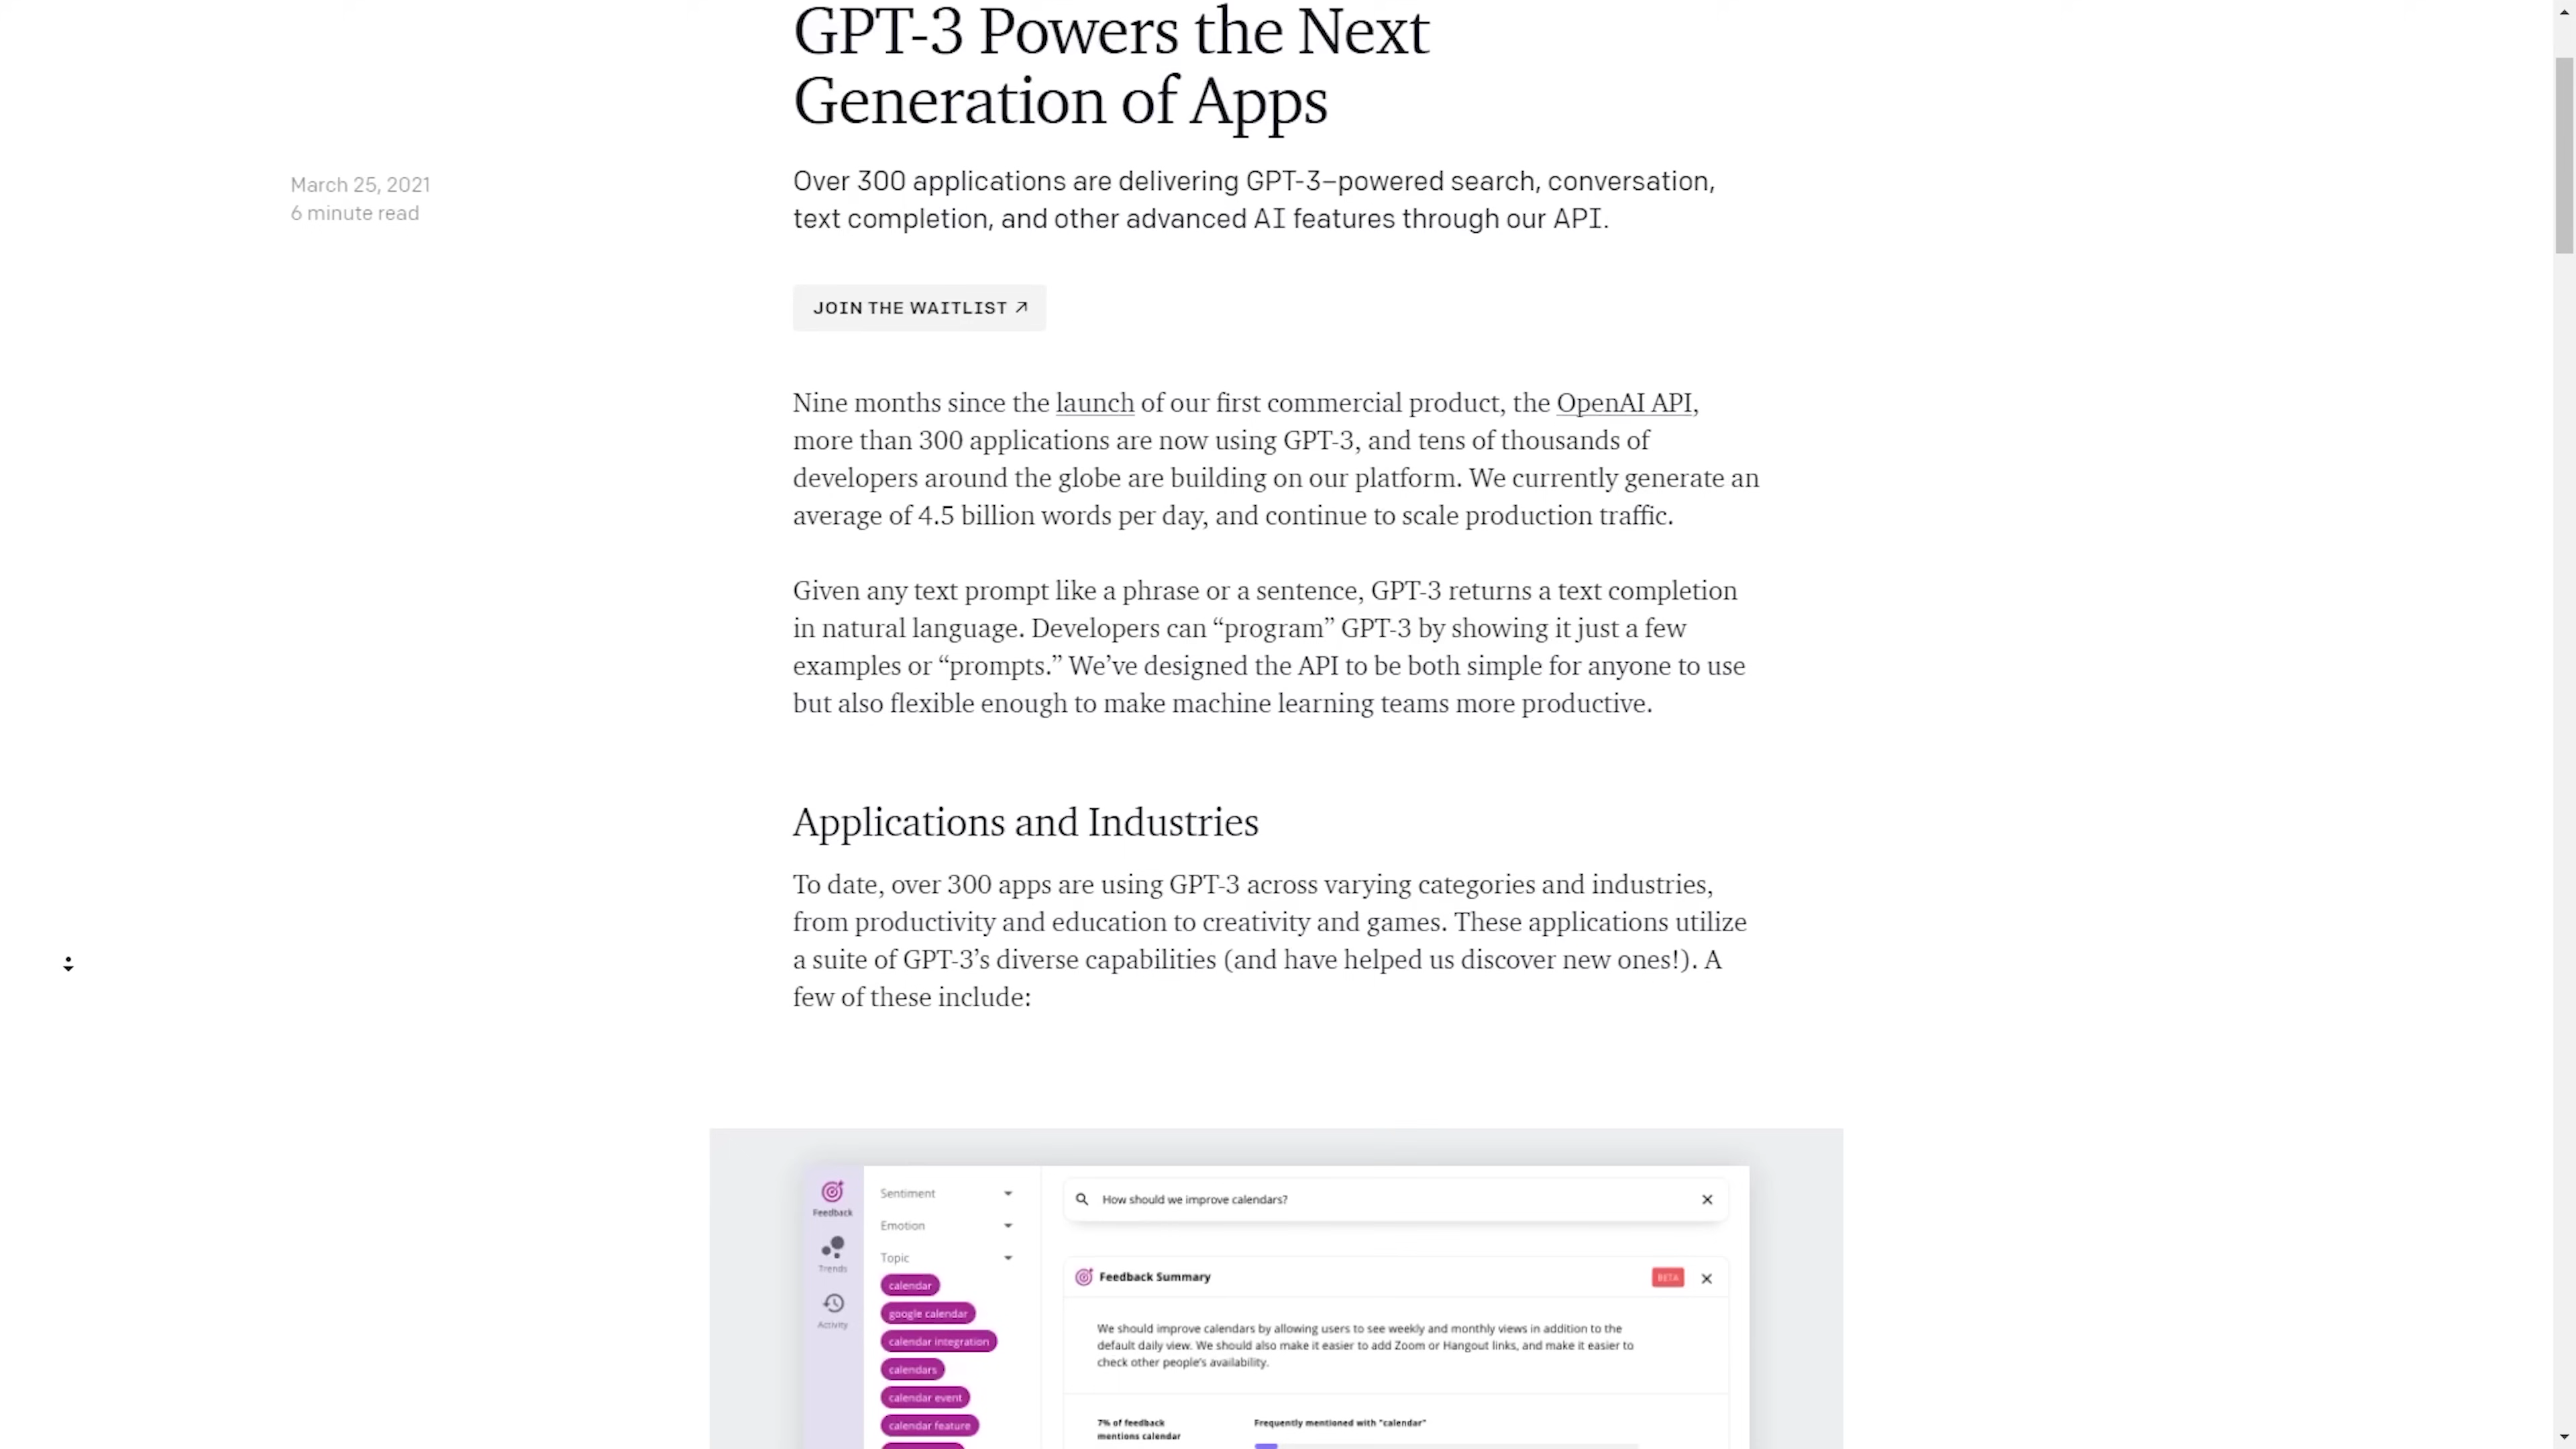 GPT-3 Powers the Next
Generation of Apps
March 25, 2021
6 minute read
Over 300 applications are delivering GPT-3–powered search, conversation,
text completion, and other advanced AI features through our API.
JOIN THE WAITLIST ↗
Nine months since the launch of our first commercial product, the OpenAI API,
more than 300 applications are now using GPT-3, and tens of thousands of
developers around the globe are building on our platform. We currently generate an
average of 4.5 billion words per day, and continue to scale production traffic.
Given any text prompt like a phrase or a sentence, GPT-3 returns a text completion
in natural language. Developers can “program” GPT-3 by showing it just a few
examples or “prompts.” We’ve designed the API to be both simple for anyone to use
but also flexible enough to make machine learning teams more productive.
Applications and Industries
To date, over 300 apps are using GPT-3 across varying categories and industries,
from productivity and education to creativity and games. These applications utilize
a suite of GPT-3’s diverse capabilities (and have helped us discover new ones!). A
few of these include:
Feedback
Trends
Activity
Sentiment
Emotion
Topic
calendar
google calendar
calendar integration
calendars
calendar event
calendar feature
How should we improve calendars?
Feedback Summary
BETA
We should improve calendars by allowing users to see weekly and monthly views in addition to the
default daily view. We should also make it easier to add Zoom or Hangout links, and make it easier to
check other people's availability.
7% of feedback
mentions calendar
Frequently mentioned with "calendar"